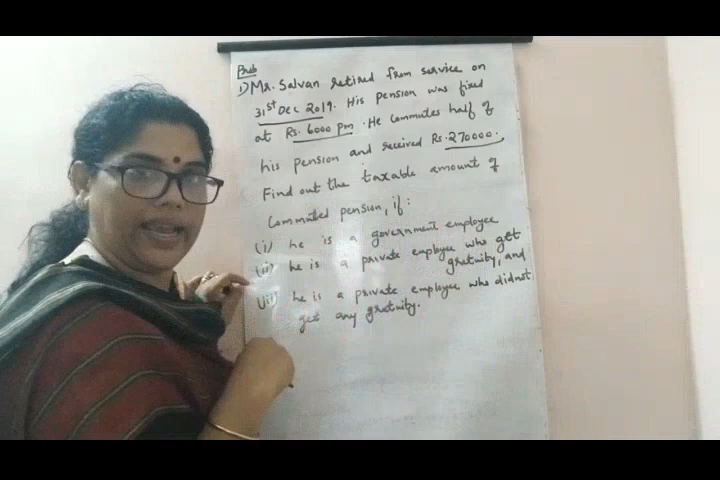 Prob
1) Mr. Salvan retired from service on
31st Dec 2019. His pension was fixed
at Rs. 6000 pm. He commutes half of
his pension and received Rs. 270000.
Find out the taxable amount of
Commuted pension, if:
(i) he is a government employee
(ii) he is a private employee who get
gratuity, and
(iii) he is a private employee who did not
get any gratuity.